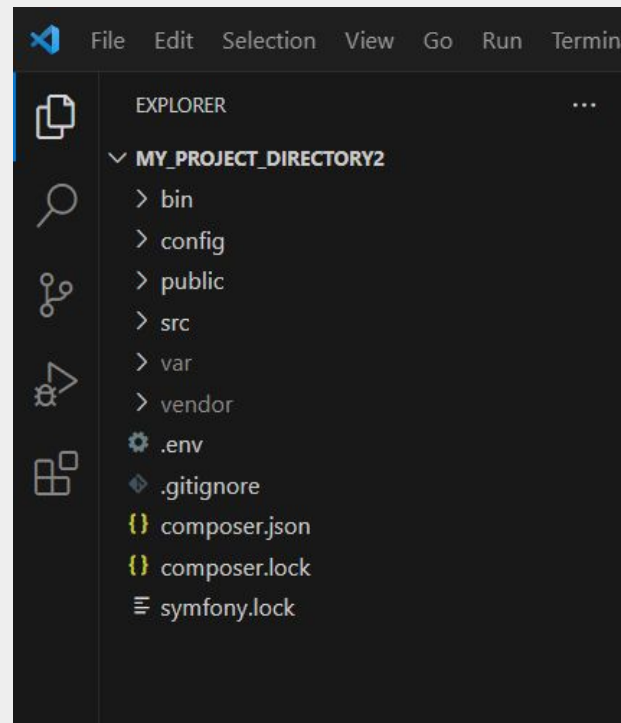 File Edit Selection View Go Run Termin
EXPLORER ...
MY_PROJECT_DIRECTORY2
bin
config
public
src
var
vendor
.env
.gitignore
{} composer.json
{} composer.lock
symfony.lock